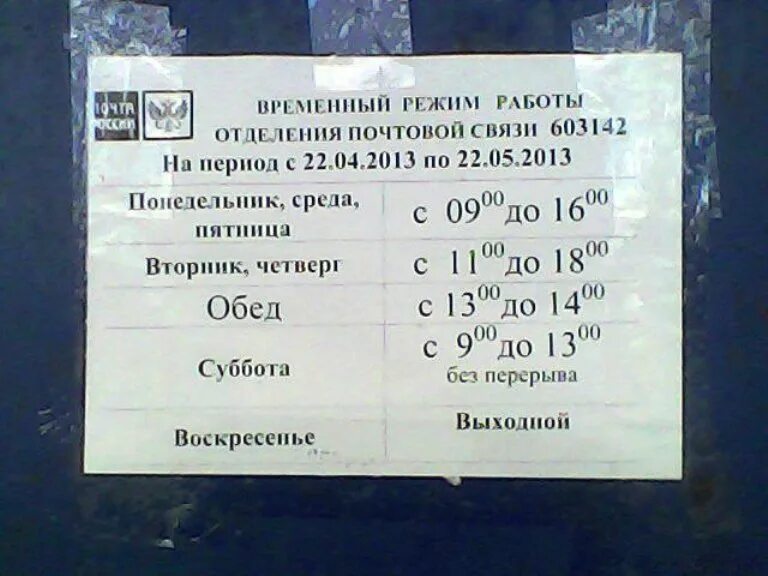 ПОЧТА
РОССИИ
ВРЕМЕННЫЙ РЕЖИМ РАБОТЫ
ОТДЕЛЕНИЯ ПОЧТОВОЙ СВЯЗИ 603142
На период с 22.04.2013 по 22.05.2013
Понедельник, среда,
пятница
с 09⁰⁰ до 16⁰⁰
Вторник, четверг
с 11⁰⁰ до 18⁰⁰
Обед
с 13⁰⁰ до 14⁰⁰
Суббота
с 9⁰⁰ до 13⁰⁰
без перерыва
Воскресенье
Выходной